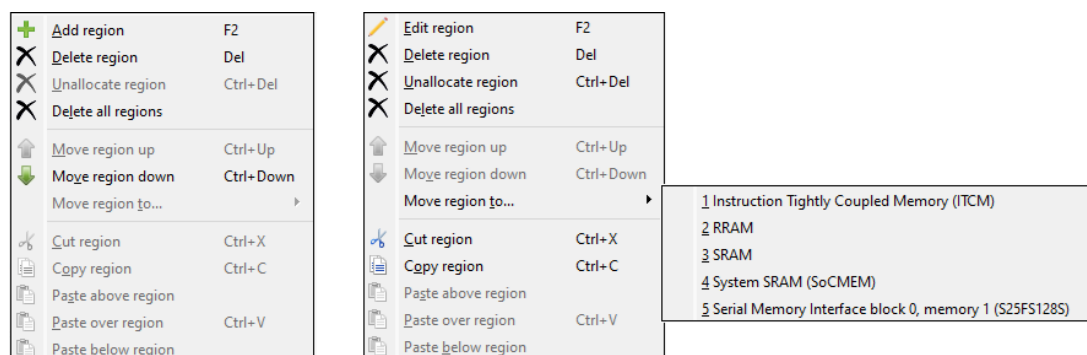 Add region F2
Delete region Del
Unallocate region Ctrl+Del
Delete all regions
Move region up Ctrl+Up
Move region down Ctrl+Down
Move region to...
Cut region Ctrl+X
Copy region Ctrl+C
Paste above region
Paste over region Ctrl+V
Paste below region
Edit region F2
Delete region Del
Unallocate region Ctrl+Del
Delete all regions
Move region up Ctrl+Up
Move region down Ctrl+Down
Move region to...
Cut region Ctrl+X
Copy region Ctrl+C
Paste above region
Paste over region Ctrl+V
Paste below region
1 Instruction Tightly Coupled Memory (ITCM)
2 RRAM
3 SRAM
4 System SRAM (SoCMEM)
5 Serial Memory Interface block 0, memory 1 (S25FS128S)